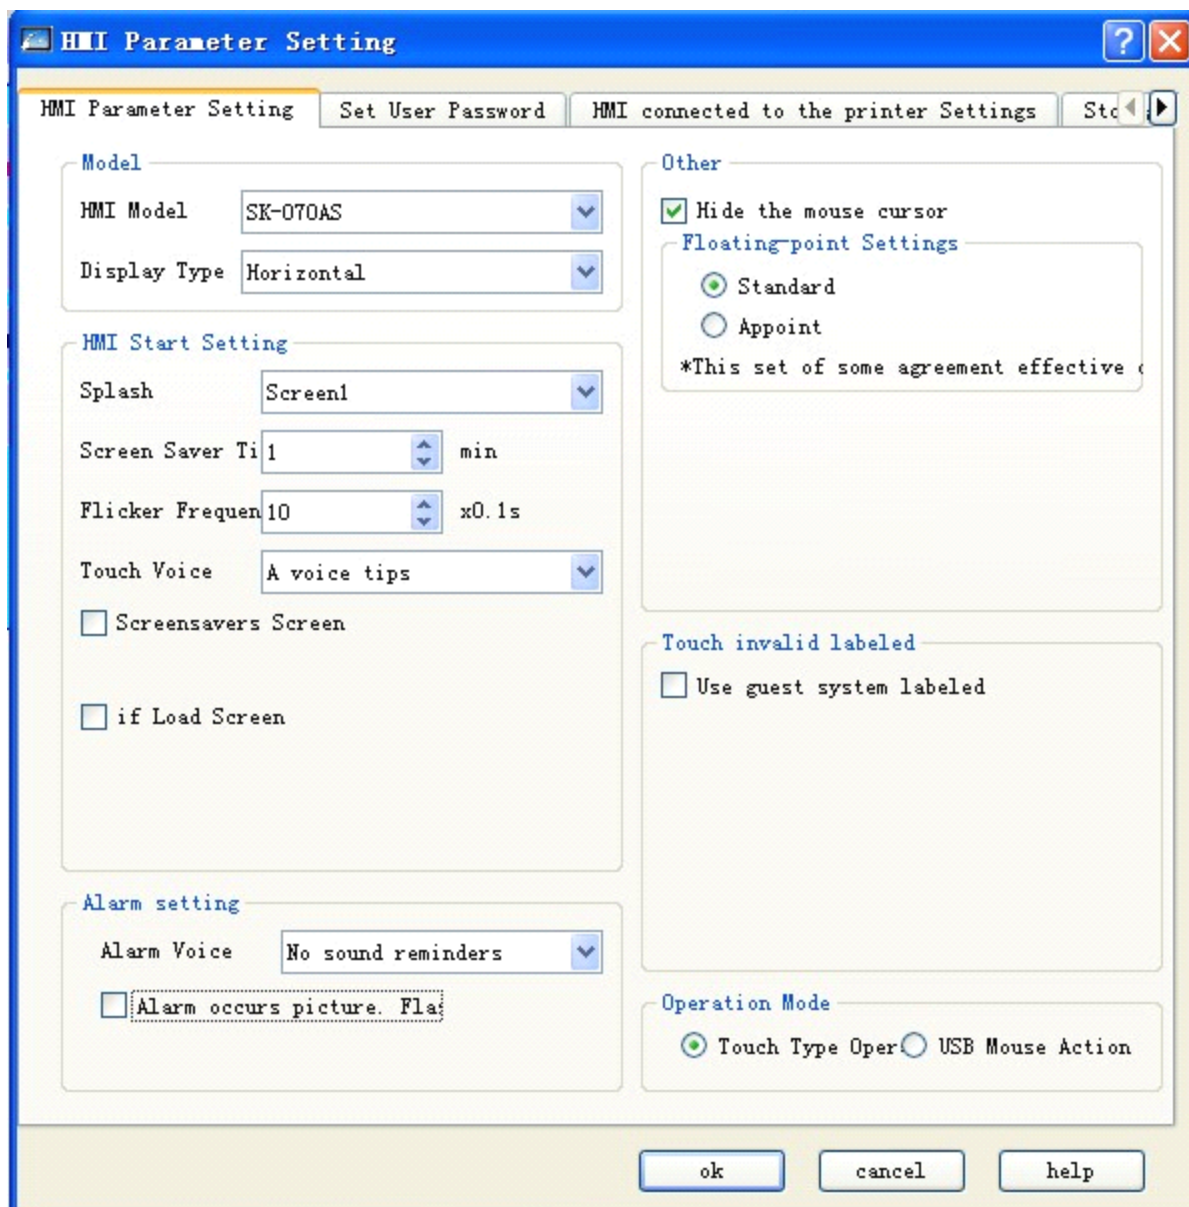 HMI Parameter Setting
HMI Parameter Setting
Set User Password
HMI connected to the printer Settings
Model
HMI Model
SK-070AS
Display Type
Horizontal
HMI Start Setting
Splash
Screen1
Screen Saver Ti
1
min
Flicker Frequen
10
x0.1s
Touch Voice
A voice tips
Screensavers Screen
if Load Screen
Alarm setting
Alarm Voice
No sound reminders
Alarm occurs picture. Fla
Other
Hide the mouse cursor
Floating-point Settings
Standard
Appoint
*This set of some agreement effective
Touch invalid labeled
Use guest system labeled
Operation Mode
Touch Type Oper
USB Mouse Action
ok
cancel
help